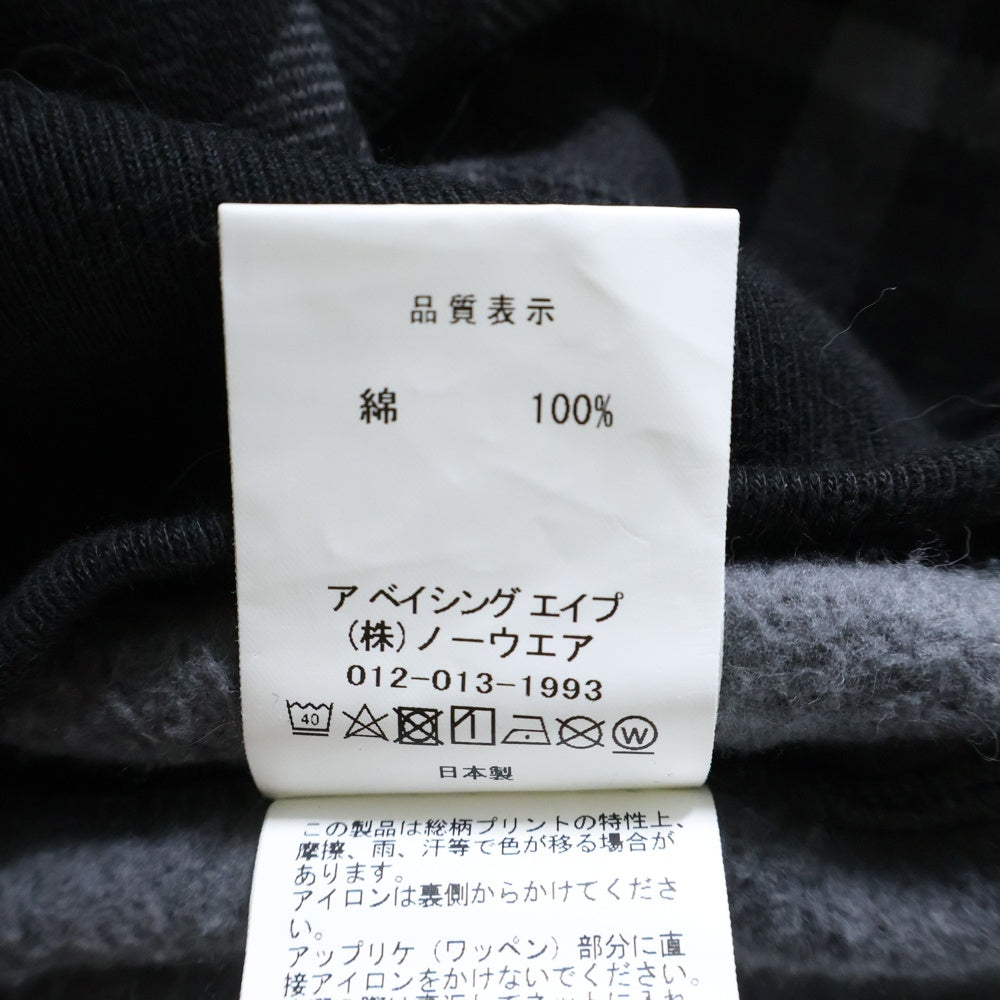 品質表示
綿 100%
ア ベイシング エイプ
(株)ノーウエア
012-013-1993
40 W
日本製
この製品は総柄プリントの特性上、
摩擦、雨、汗等で色が移る場合が
あります。
アイロンは裏側からかけてくださ
い。
アップリケ（ワッペン）部分に直
接アイロンをかけないでください。